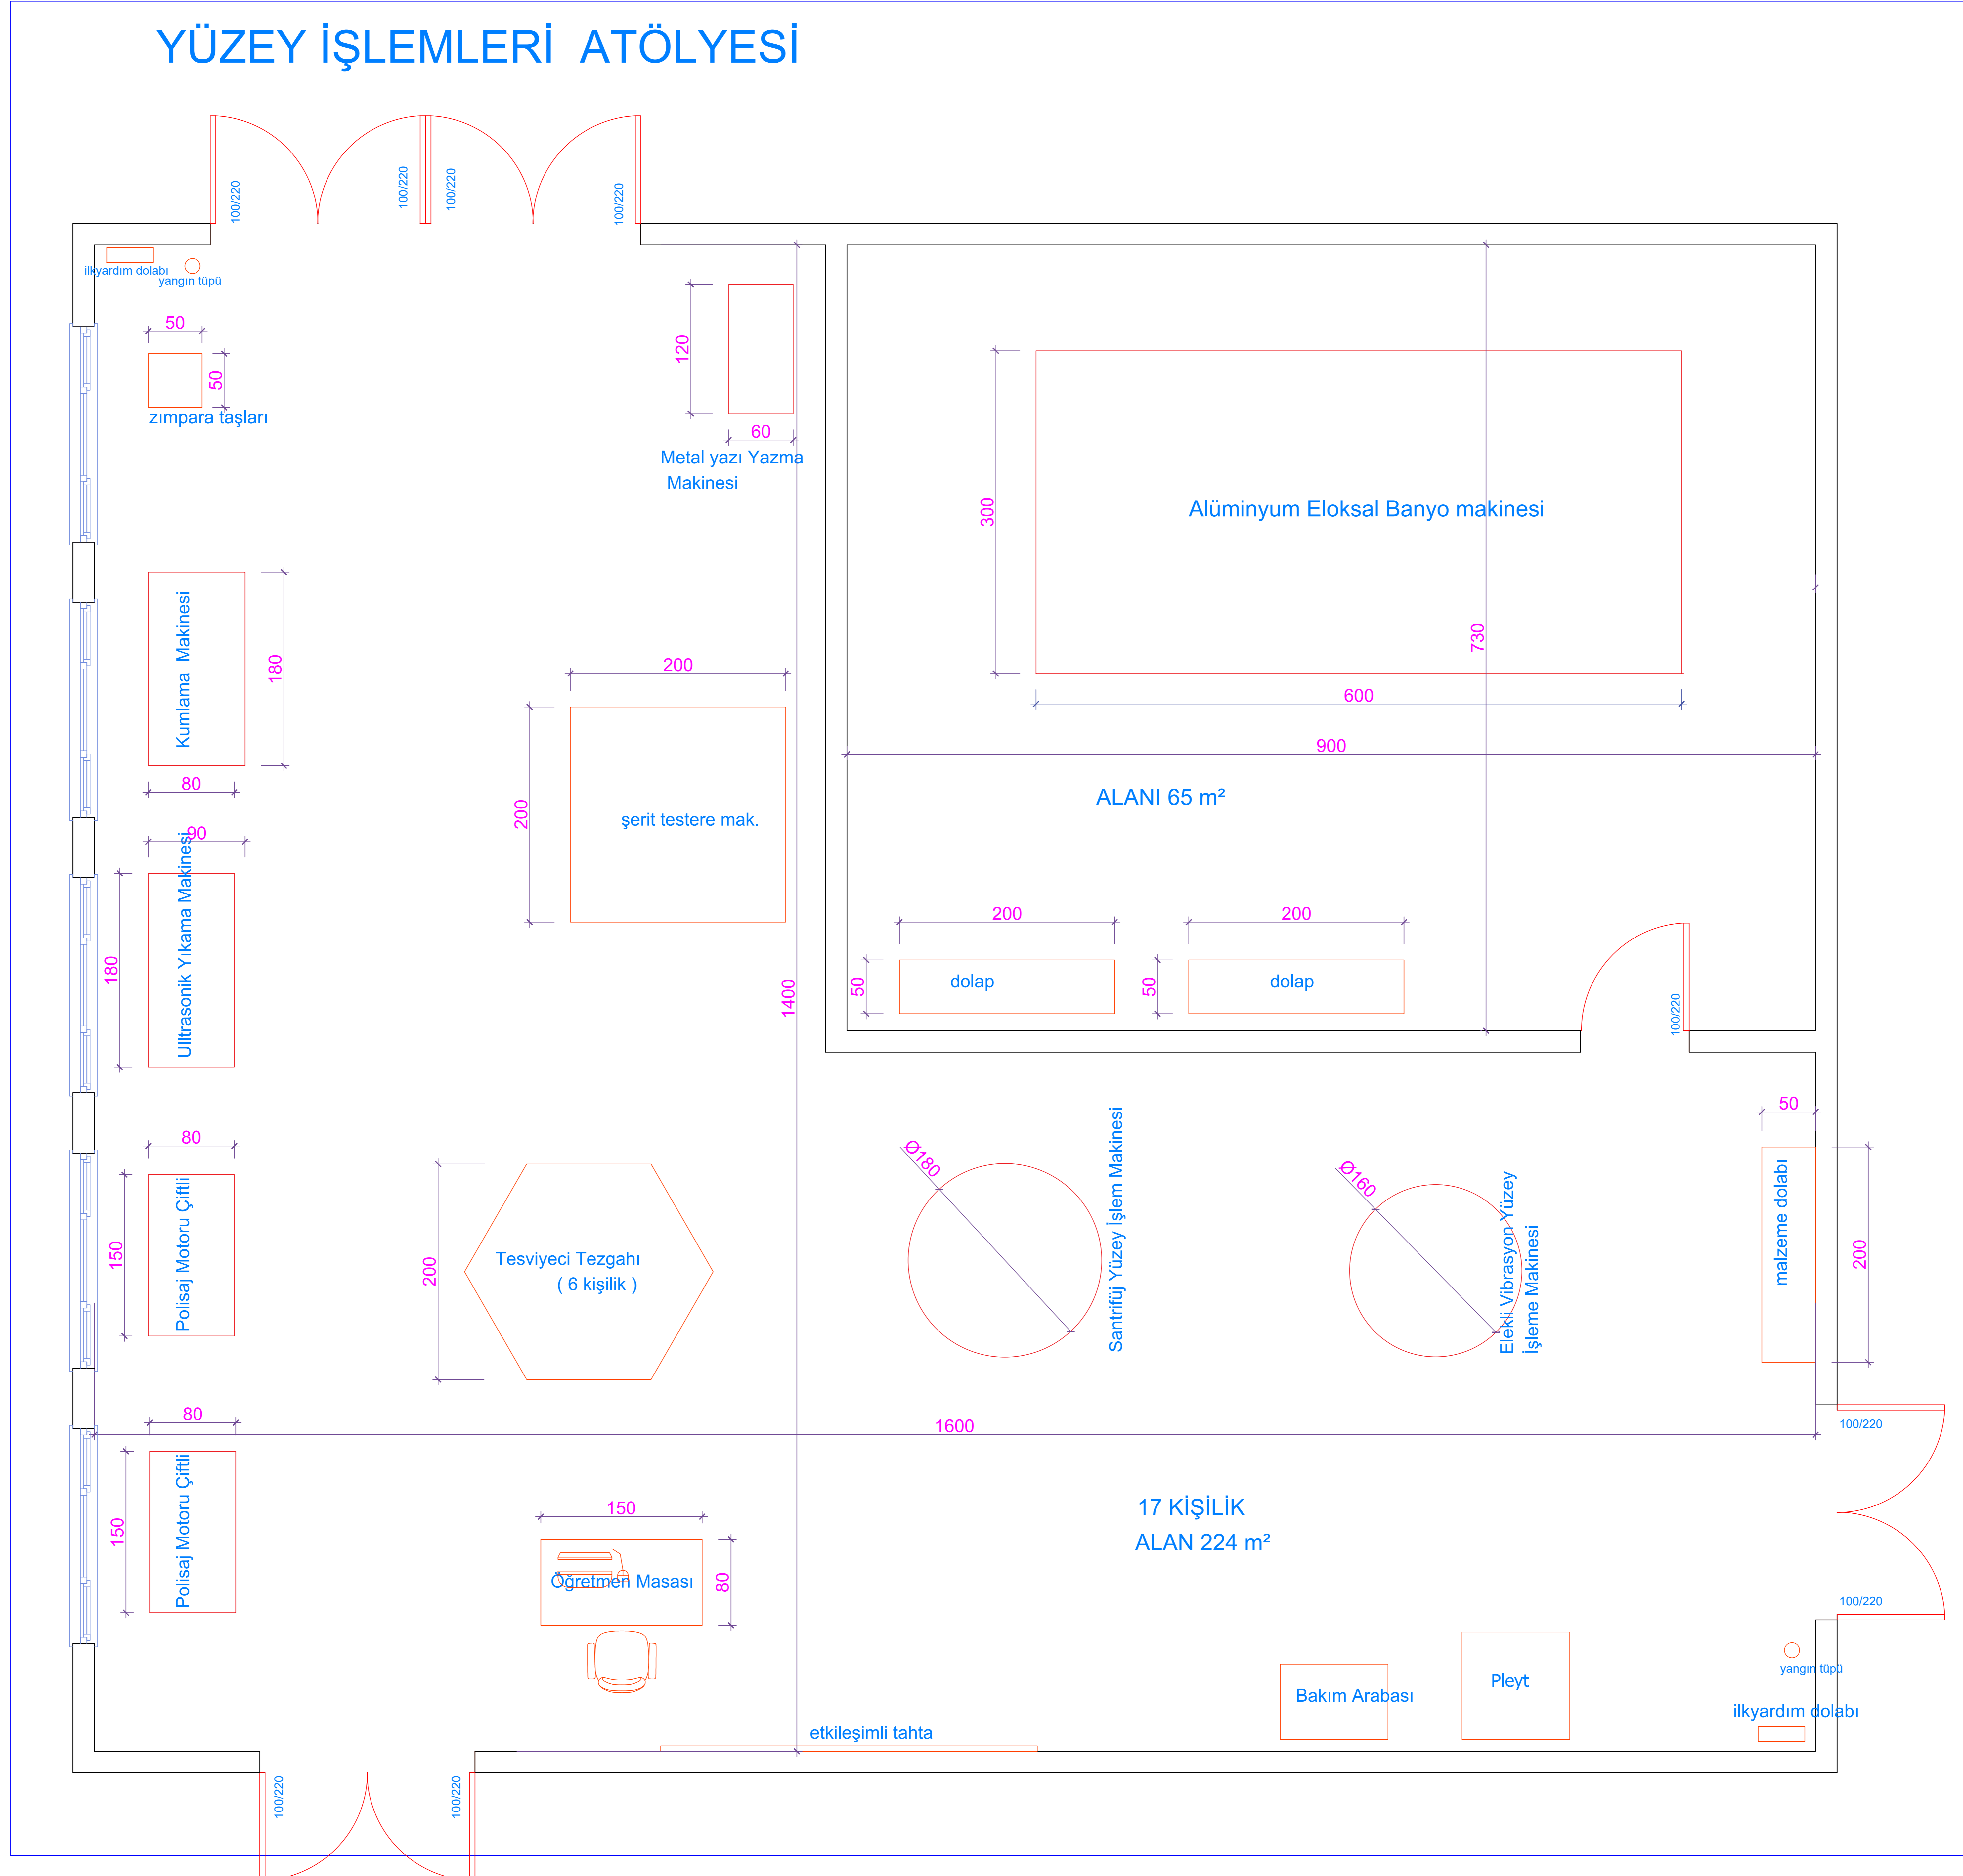 YÜZEY İŞLEMLERİ ATÖLYESİ
100/220
100/220
100/220
100/220
ilkyardım dolabı
yangın tüpü
50
50
zımpara taşları
120
60
Metal yazı Yazma
Makinesi
300
Alüminyum Eloksal Banyo makinesi
730
600
900
ALANI 65 m²
Kumlama Makinesi
180
80
200
200
şerit testere mak.
90
Ulltrasonik Yıkama Makinesi
180
1400
200
200
50
dolap
50
dolap
100/220
80
150
Polisaj Motoru Çiftli
200
Tesviyeci Tezgahı
( 6 kişilik )
Ø180
Santrifüj Yüzey İşlem Makinesi
Ø160
Elekli Vibrasyon Yüzey
İşleme Makinesi
50
malzeme dolabı
200
1600
80
150
Polisaj Motoru Çiftli
150
80
Öğretmen Masası
17 KİŞİLİK
ALAN 224 m²
100/220
100/220
yangın tüpü
ilkyardım dolabı
Bakım Arabası
Pleyt
etkileşimli tahta
100/220
100/220